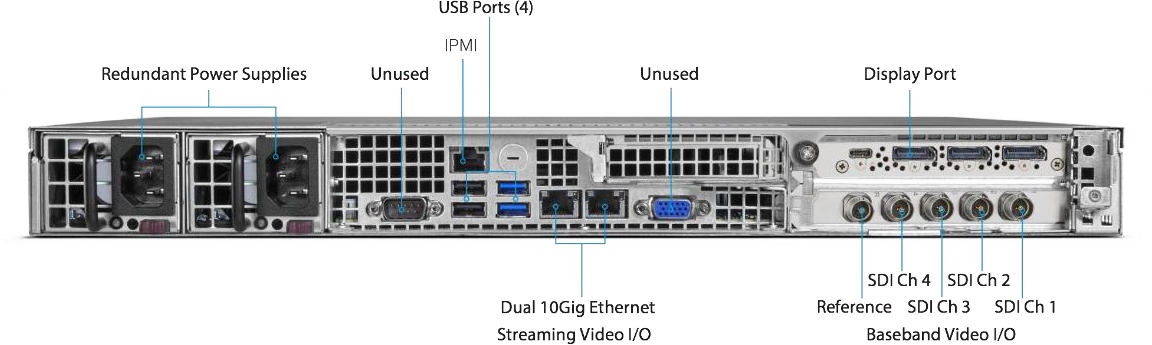 USB Ports (4)
IPMI
Redundant Power Supplies
Unused
Unused
Display Port
SDI Ch 4
SDI Ch 2
Reference
SDI Ch 3
SDI Ch 1
Dual 10Gig Ethernet
Streaming Video I/O
Baseband Video I/O